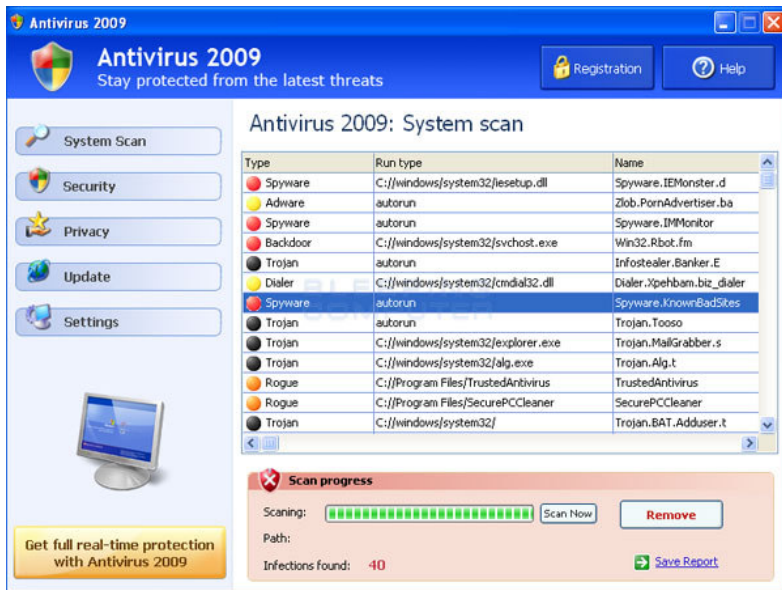 Antivirus 2009
Antivirus 2009
Stay protected from the latest threats
Registration
Help
System Scan
Security
Privacy
Update
Settings
Get full real-time protection
with Antivirus 2009
Antivirus 2009: System scan
Type Run type Name
Spyware C://windows/system32/iesetup.dll Spyware.IEMonster.d
Adware autorun Zlob.PornAdvertiser.ba
Spyware autorun Spyware.IMMonitor
Backdoor C://windows/system32/svchost.exe Win32.Rbot.fm
Trojan autorun Infostealer.Banker.E
Dialer C://windows/system32/cmdial32.dll Dialer.Xpehbam.biz_dialer
Spyware autorun Spyware.KnownBadSites
Trojan autorun Trojan.Tooso
Trojan C://windows/system32/explorer.exe Trojan.MailGrabber.s
Trojan C://windows/system32/alg.exe Trojan.Alg.t
Rogue C://Program Files/TrustedAntivirus TrustedAntivirus
Rogue C://Program Files/SecurePCCleaner SecurePCCleaner
Trojan C://windows/system32/ Trojan.BAT.Adduser.t
BLEEPING
COMPUTER
Scan progress
Scaning: Scan Now
Remove
Path:
Infections found: 40
Save Report